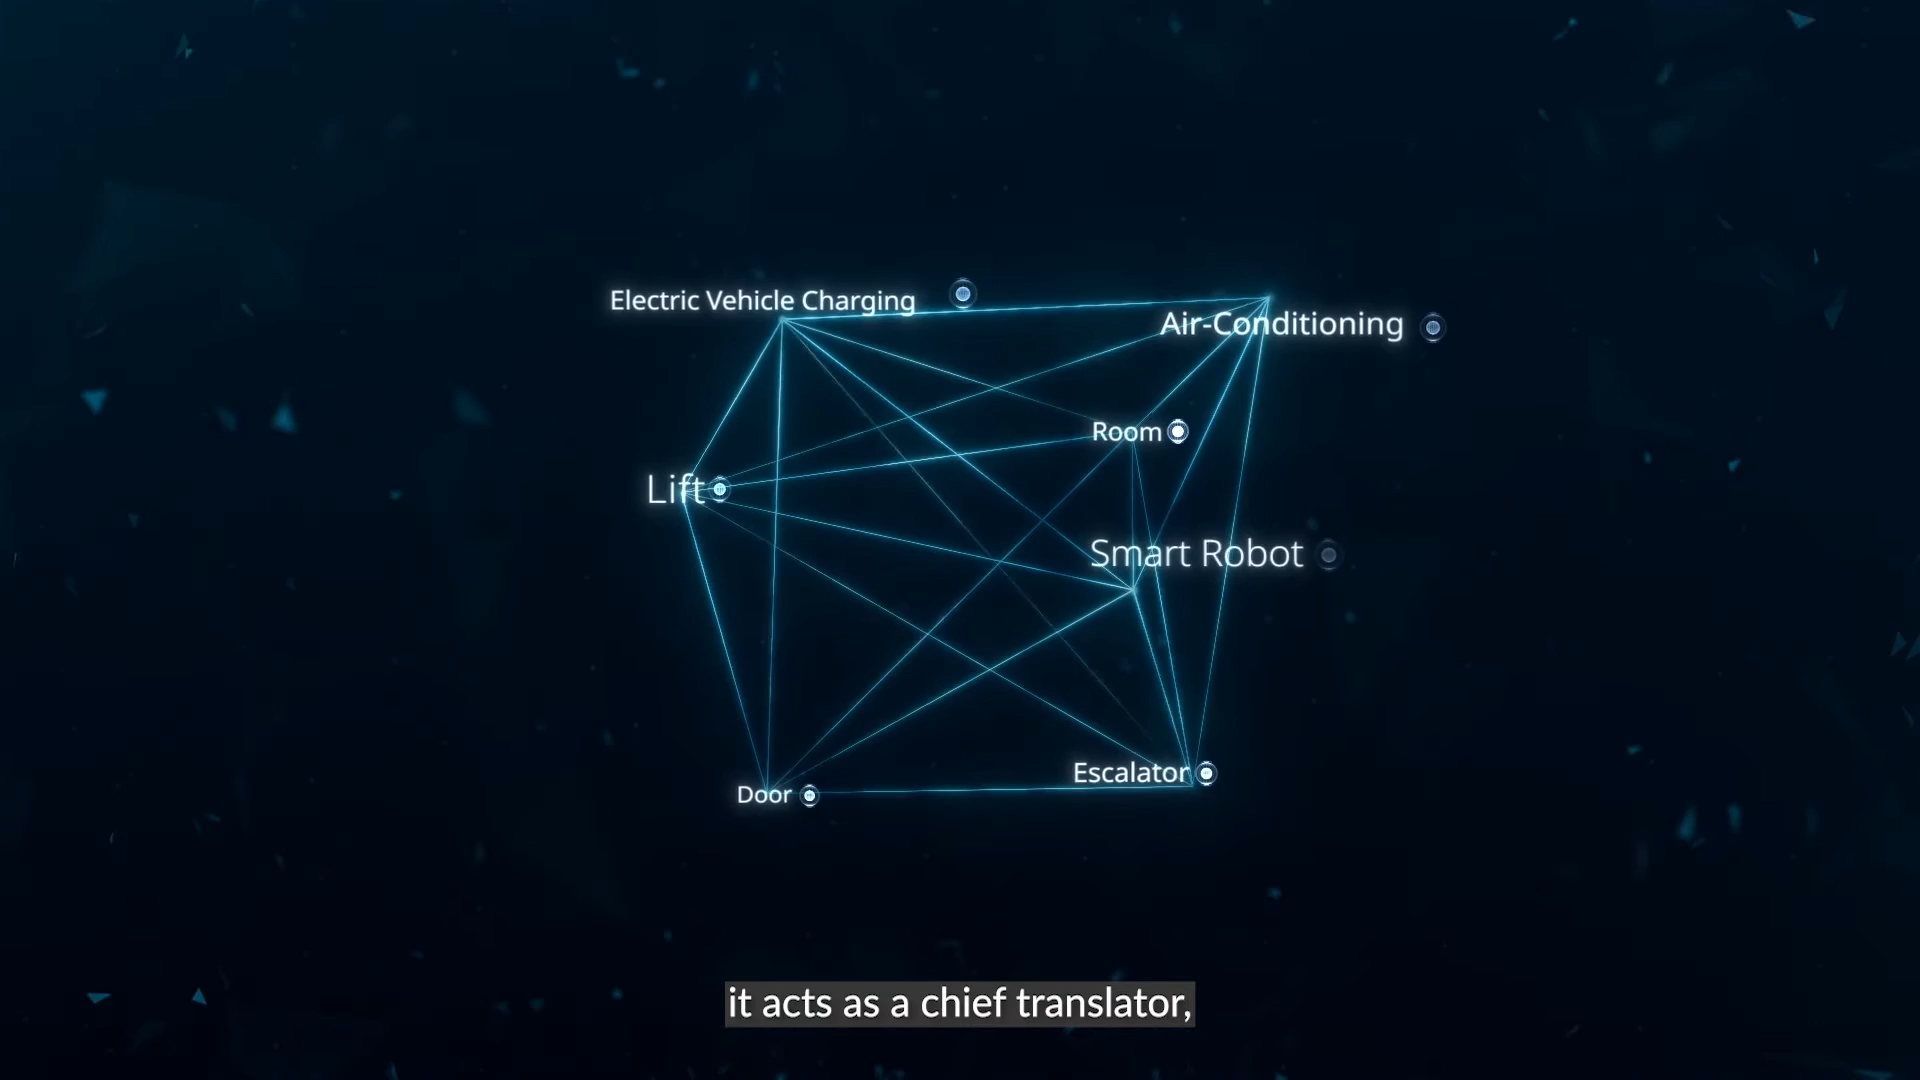 Electric Vehicle Charging
Air-Conditioning
Room
Lift
Smart Robot
Escalator
Door
it acts as a chief translator,